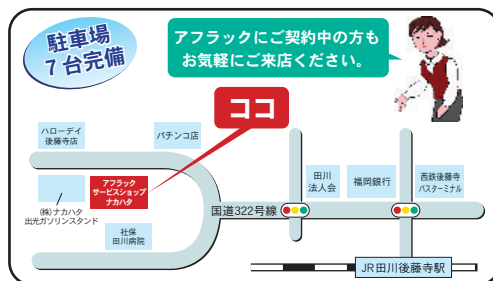 駐車場
7台完備
アフラックにご契約中の方も
お気軽にご来店ください。
ココ
ハローデイ
後藤寺店
パチンコ店
アフラック
サービスショップ
ナカハタ
(株)ナカハタ
出光ガソリンスタンド
社保
田川病院
国道322号線
田川
法人会
福岡銀行
西鉄後藤寺
バスターミナル
JR田川後藤寺駅